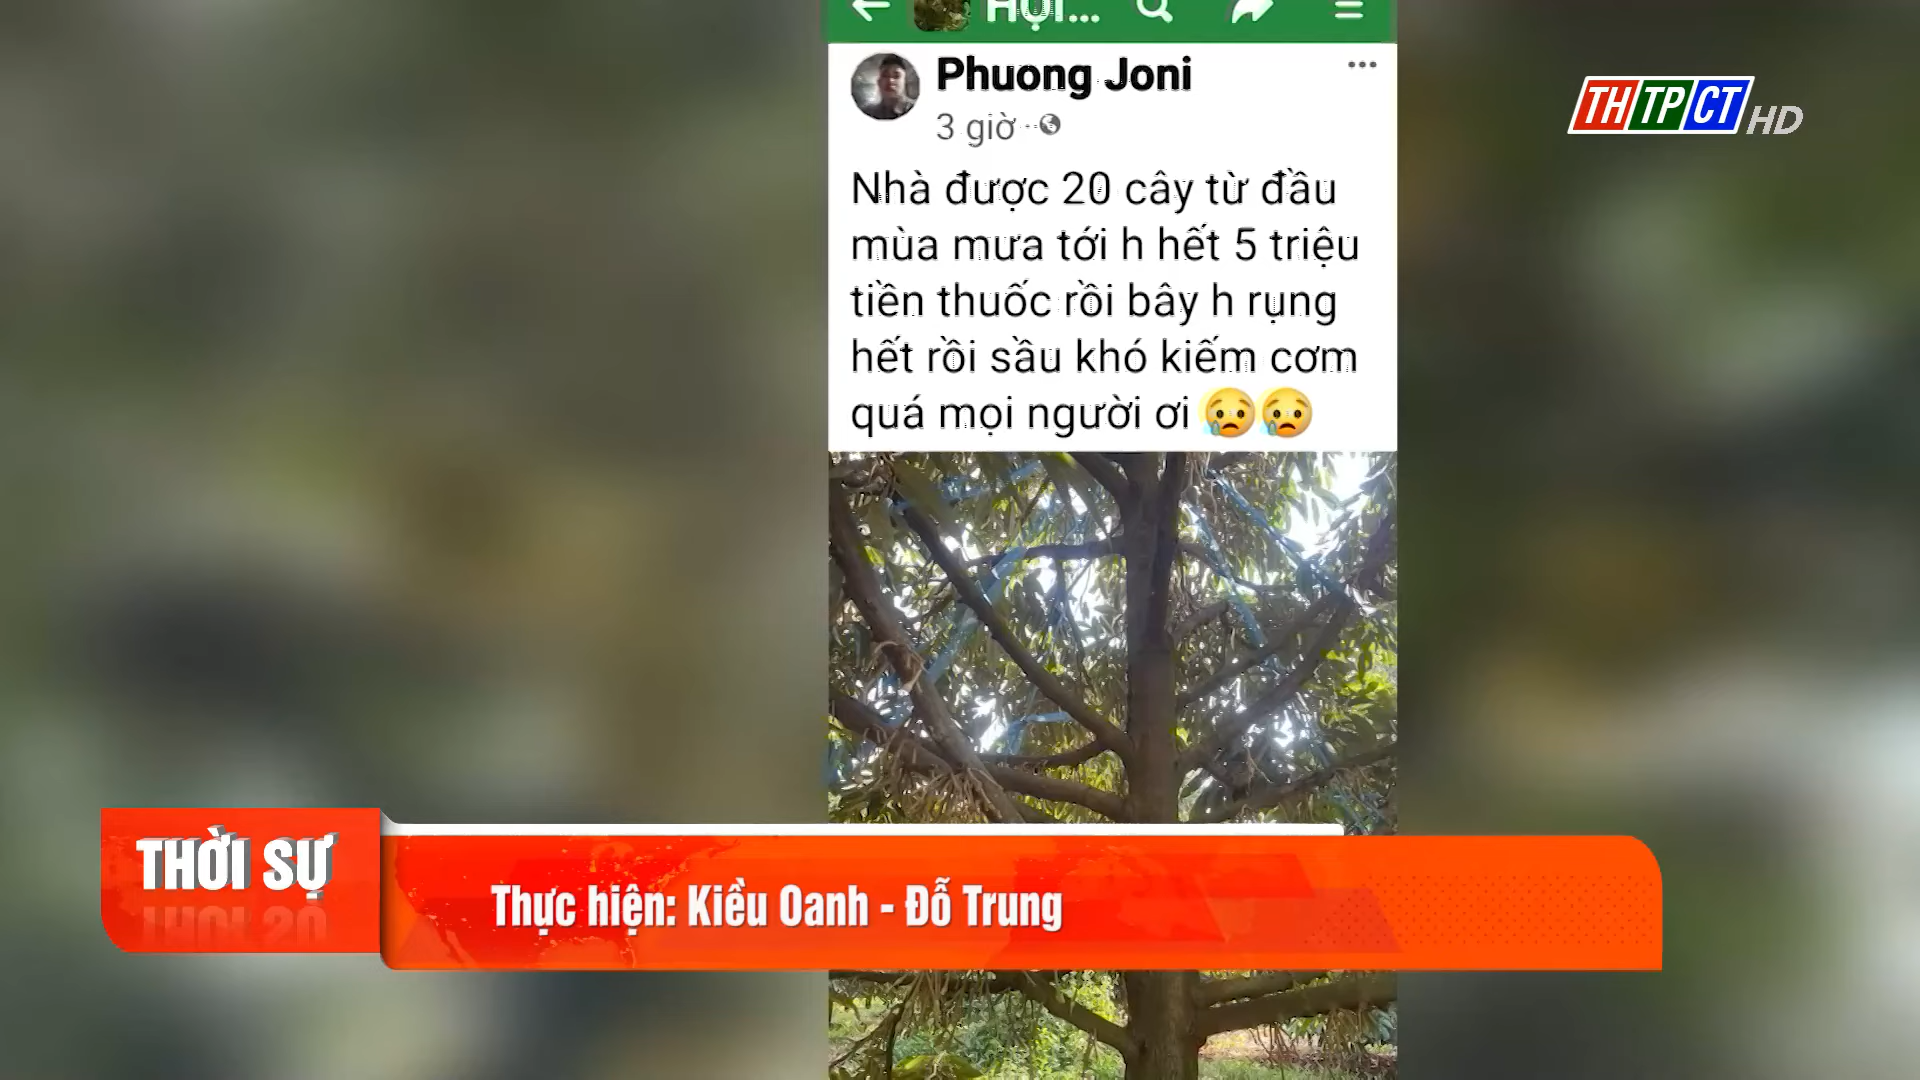 HỘI...
Phuong Joni
3 giờ
Nhà được 20 cây từ đầu
mùa mưa tới h hết 5 triệu
tiền thuốc rồi bây h rụng
hết rồi sầu khó kiếm cơm
quá mọi người ơi 😥😥
THTPCT HD
THỜI SỰ
Thực hiện: Kiều Oanh - Đỗ Trung